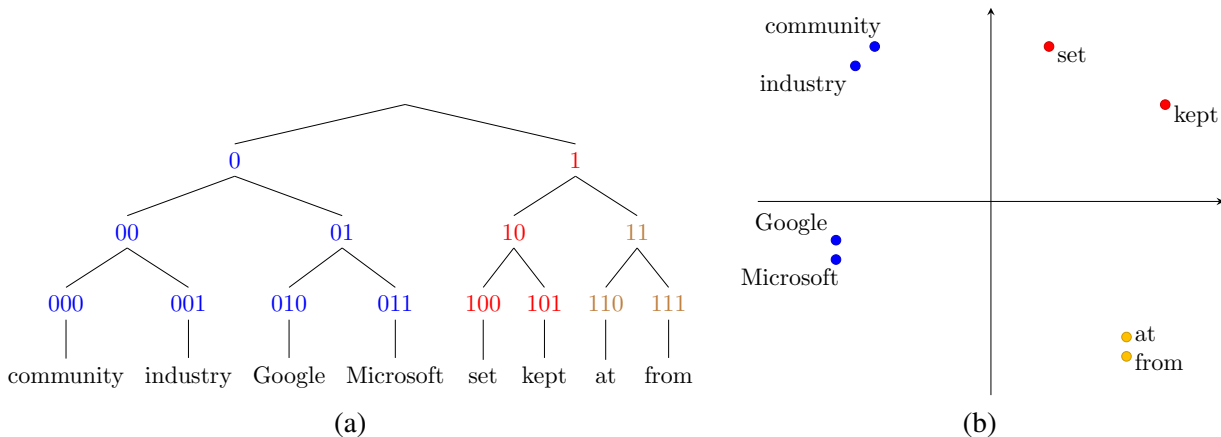 0 1
00 01 10 11
000 001 010 011 100 101 110 111
community industry Google Microsoft set kept at from
(a)
community
industry
set
kept
Google
Microsoft
at
from
(b)